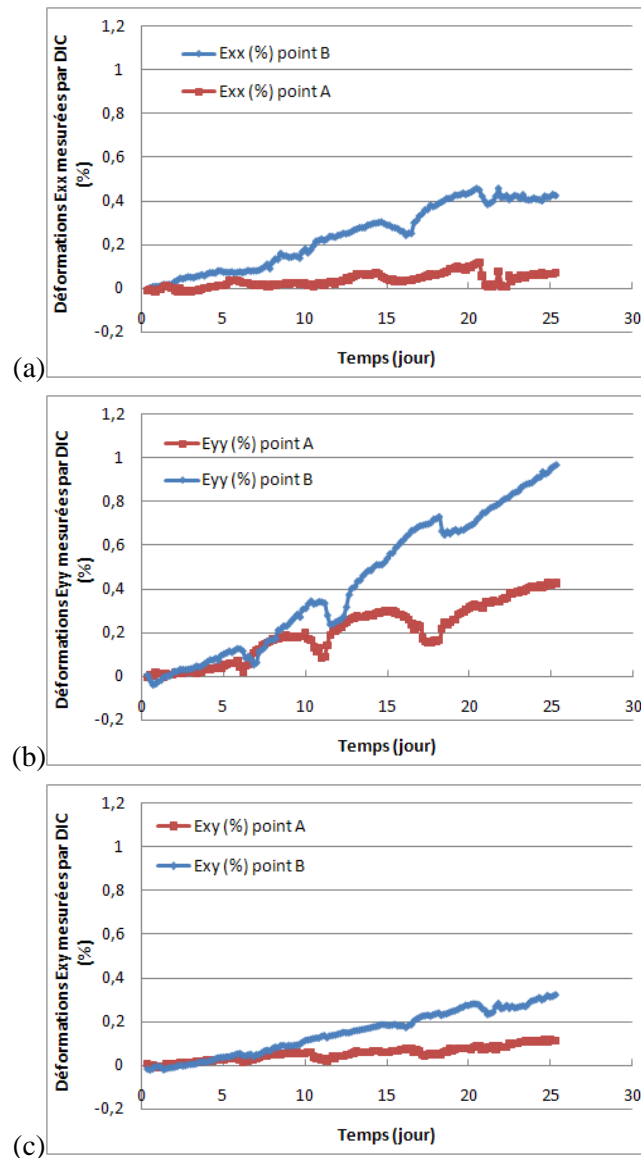 1,2
1
0,8
0,6
0,4
0,2
0
-0,2
Déformations Exx mesurées par DIC
(%)
Exx (%) point B
Exx (%) point A
0 5 10 15 20 25 30
Temps (jour)
(a)
1,2
1
0,8
0,6
0,4
0,2
0
-0,2
Déformations Eyy mesurées par DIC
(%)
Eyy (%) point A
Eyy (%) point B
0 5 10 15 20 25 30
Temps (jour)
(b)
1,2
1
0,8
0,6
0,4
0,2
0
-0,2
Déformations Exy mesurées par DIC
(%)
Exy (%) point A
Exy (%) point B
0 5 10 15 20 25 30
Temps (jour)
(c)